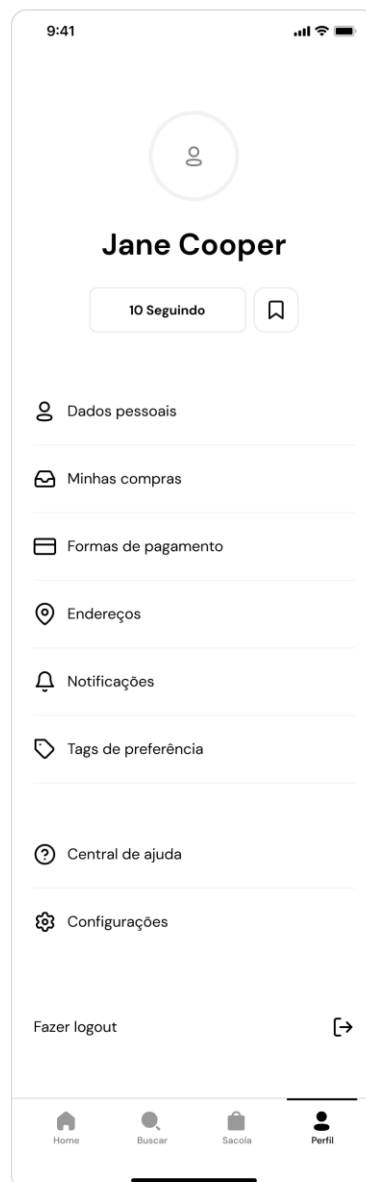 9:41
Jane Cooper
10 Seguindo
Dados pessoais
Minhas compras
Formas de pagamento
Endereços
Notificações
Tags de preferência
Central de ajuda
Configurações
Fazer logout
Home Buscar Sacola Perfil